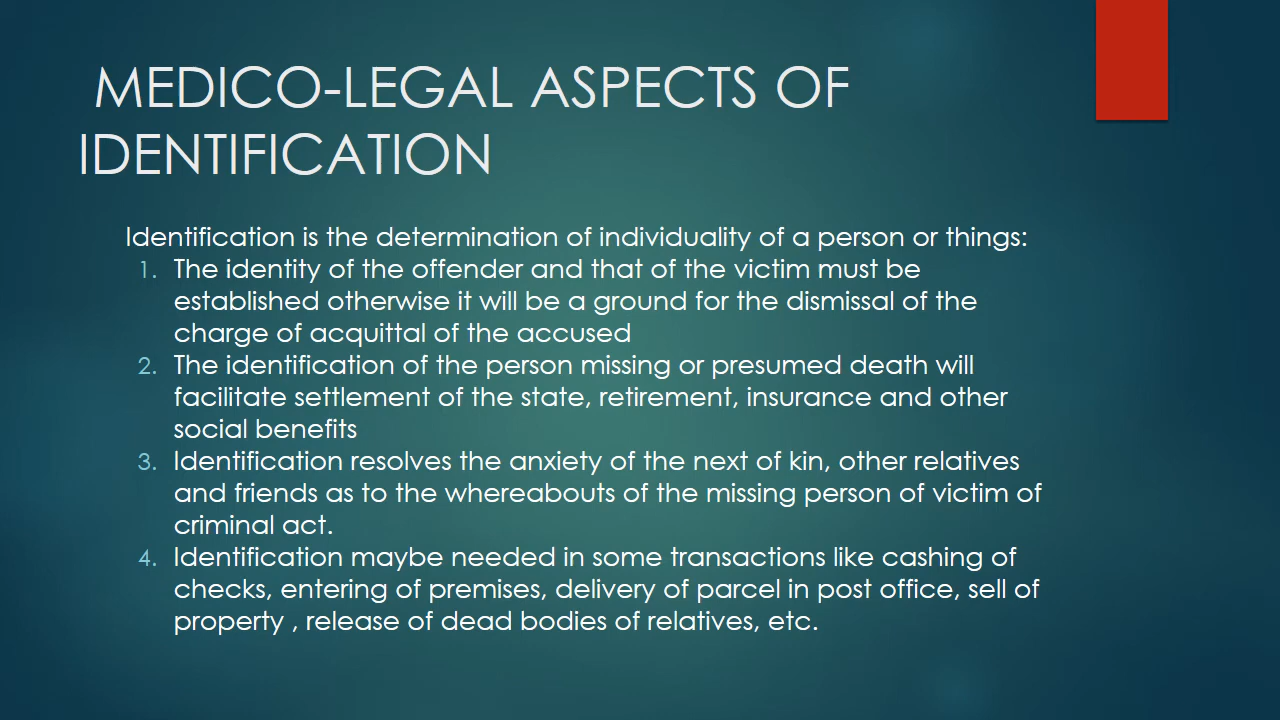 MEDICO-LEGAL ASPECTS OF
IDENTIFICATION
Identification is the determination of individuality of a person or things:
1. The identity of the offender and that of the victim must be
established otherwise it will be a ground for the dismissal of the
charge of acquittal of the accused
2. The identification of the person missing or presumed death will
facilitate settlement of the state, retirement, insurance and other
social benefits
3. Identification resolves the anxiety of the next of kin, other relatives
and friends as to the whereabouts of the missing person of victim of
criminal act.
4. Identification maybe needed in some transactions like cashing of
checks, entering of premises, delivery of parcel in post office, sell of
property , release of dead bodies of relatives, etc.